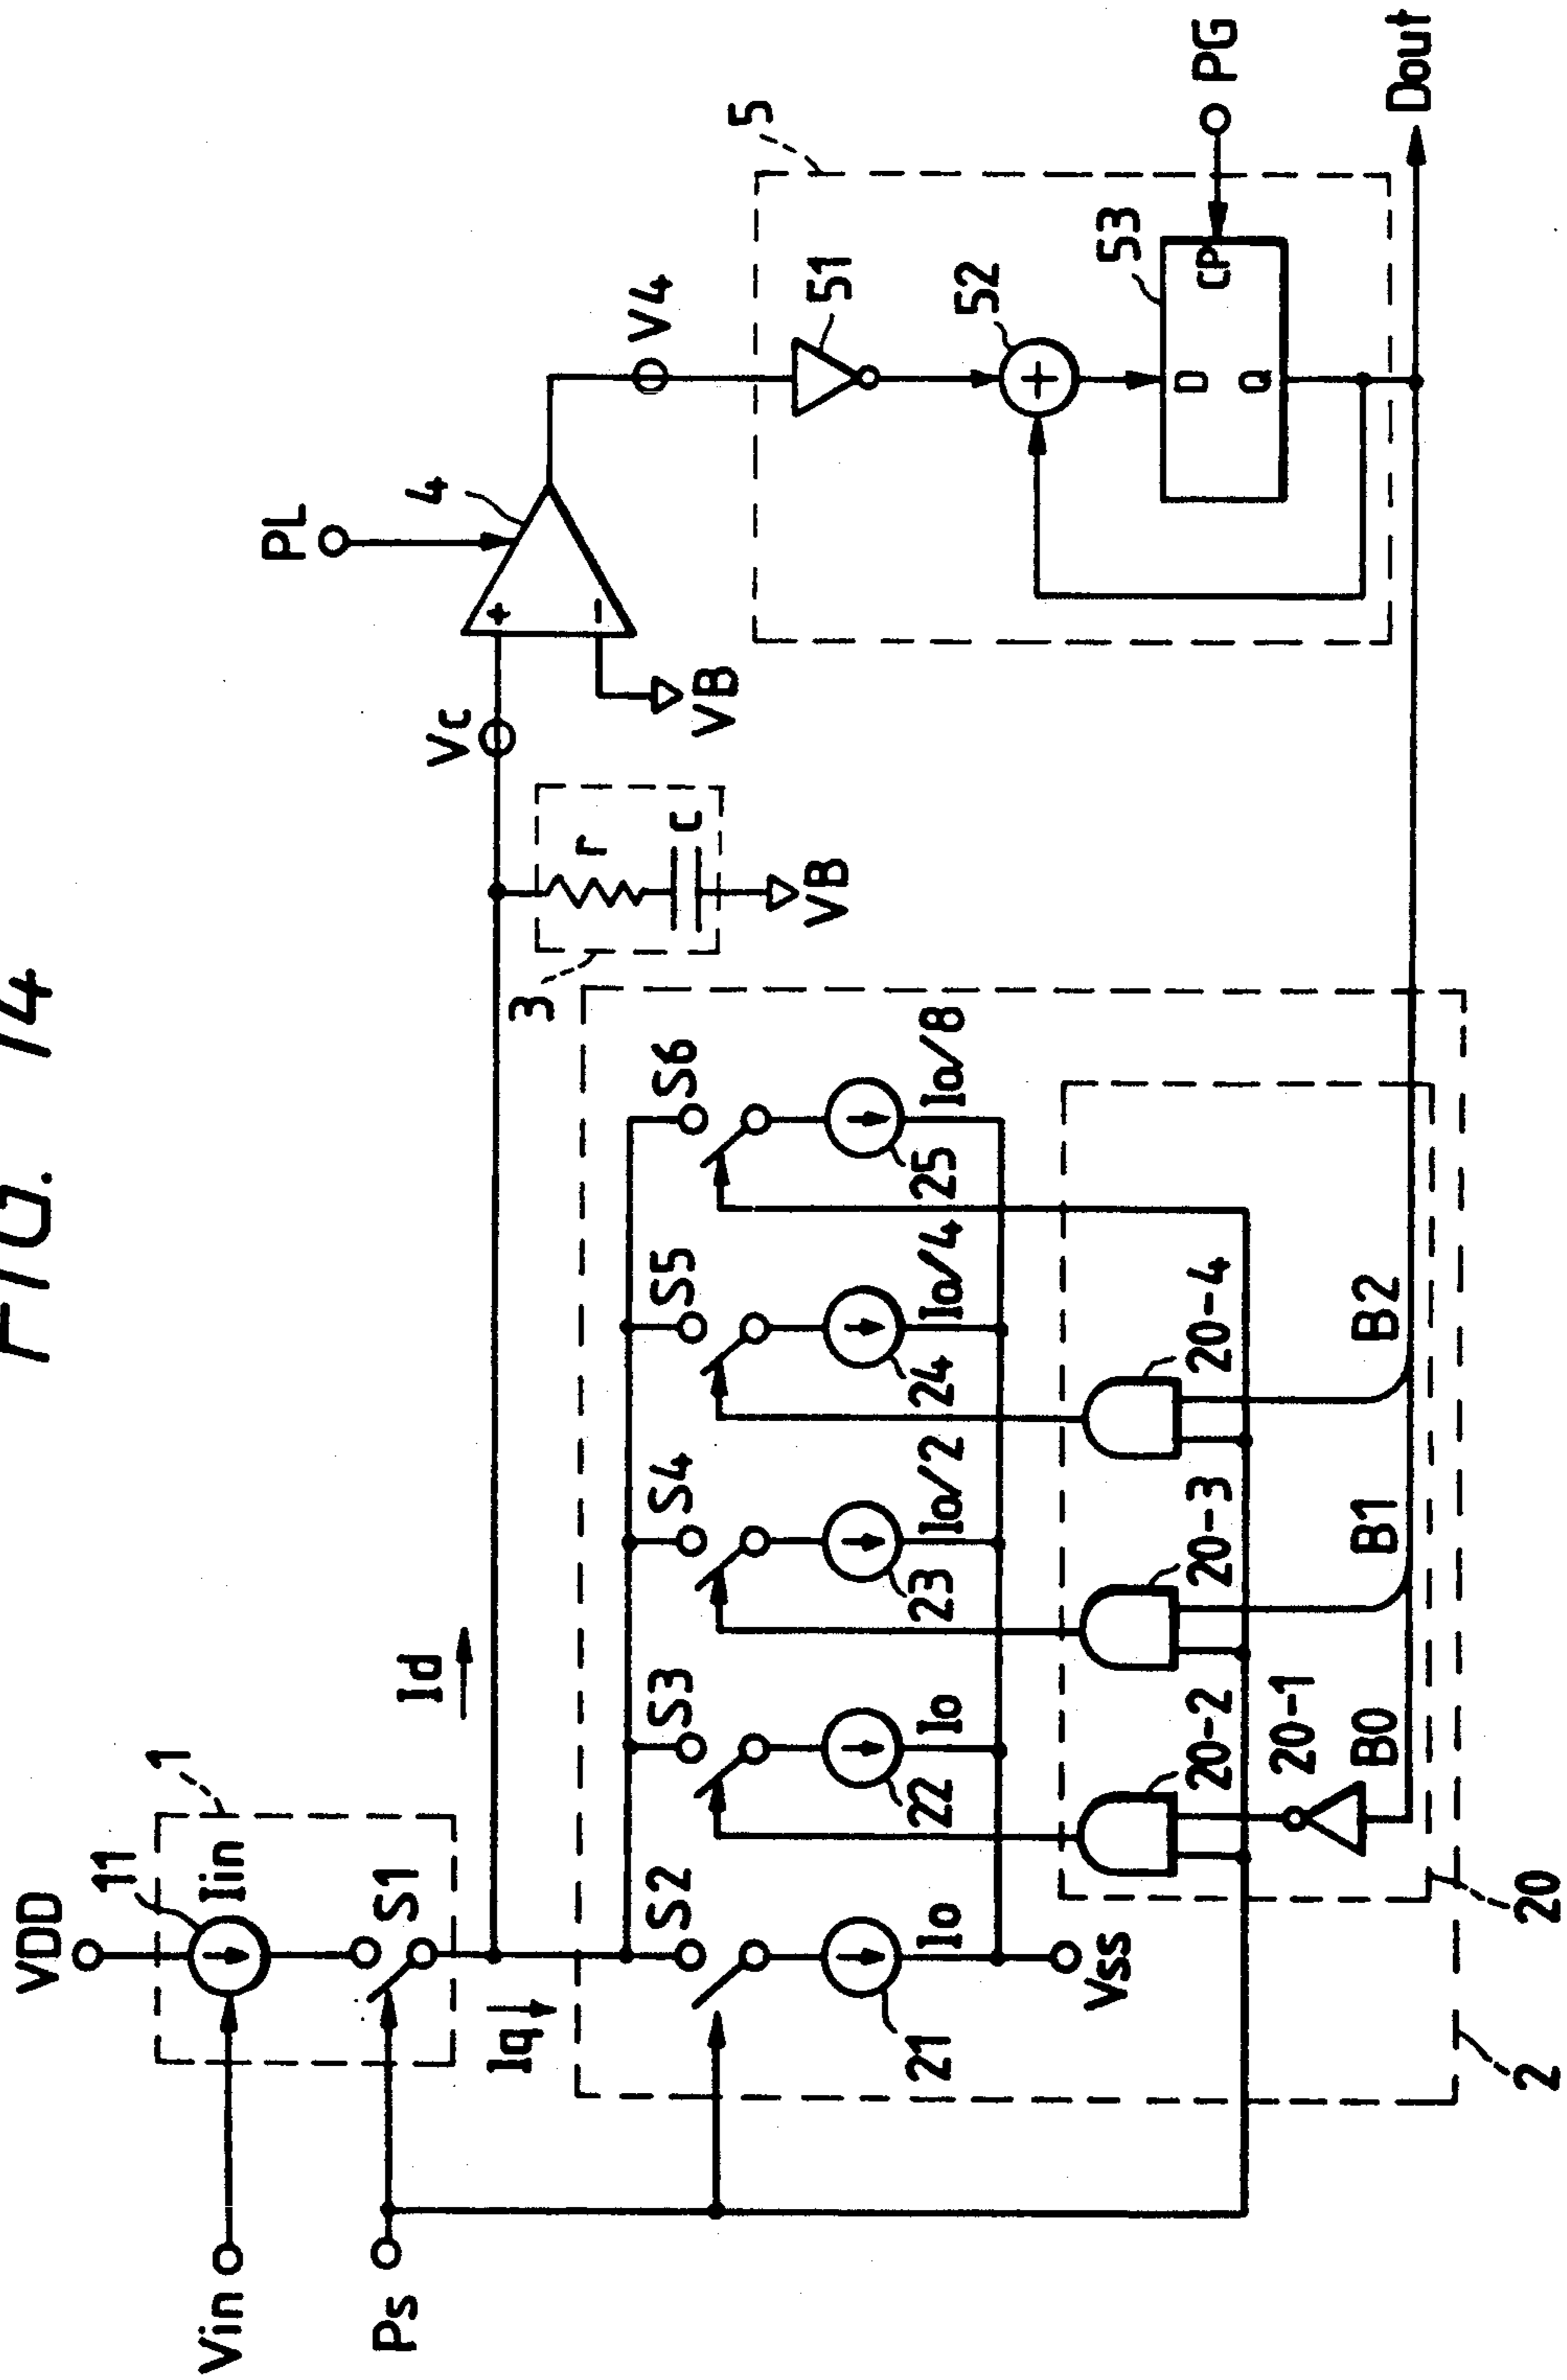 FIG. 14
VDD
11
1
Iin
Vin
S1
Ps
Iq
Id
PL
4
Vc
V4
+
-
VB
3
r
c
VB
5
51
52
+
53
D
CP
Q
PG
Dout
S2
S3
S4
S5
S6
21
Io
22
Io
23
Io/2
24
Io/4
25
Io/8
Vss
20-2
20-3
20-4
20-1
B0
B1
B2
20
2